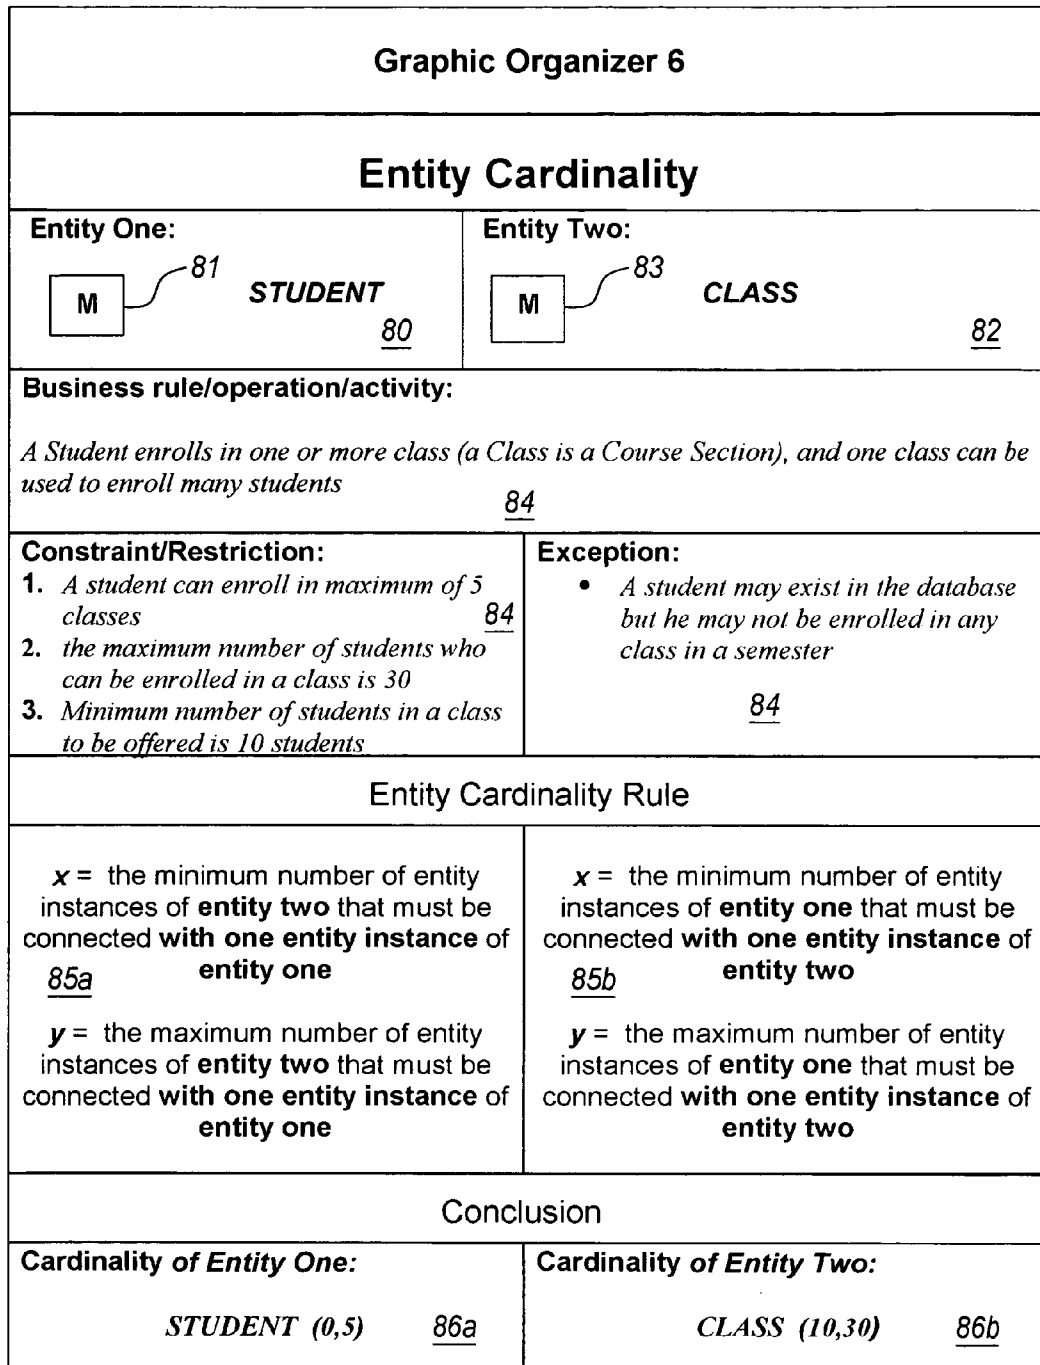 Graphic Organizer 6
Entity Cardinality
Entity One:
M
81
STUDENT
80
Entity Two:
M
83
CLASS
82
Business rule/operation/activity:
A Student enrolls in one or more class (a Class is a Course Section), and one class can be
used to enroll many students
84
Constraint/Restriction:
1. A student can enroll in maximum of 5
classes
84
2. the maximum number of students who
can be enrolled in a class is 30
3. Minimum number of students in a class
to be offered is 10 students
Exception:
• A student may exist in the database
but he may not be enrolled in any
class in a semester
84
Entity Cardinality Rule
x = the minimum number of entity
instances of entity two that must be
connected with one entity instance of
entity one
85a
y = the maximum number of entity
instances of entity two that must be
connected with one entity instance of
entity one
x = the minimum number of entity
instances of entity one that must be
connected with one entity instance of
entity two
85b
y = the maximum number of entity
instances of entity one that must be
connected with one entity instance of
entity two
Conclusion
Cardinality of Entity One:
STUDENT (0,5)
86a
Cardinality of Entity Two:
CLASS (10,30)
86b